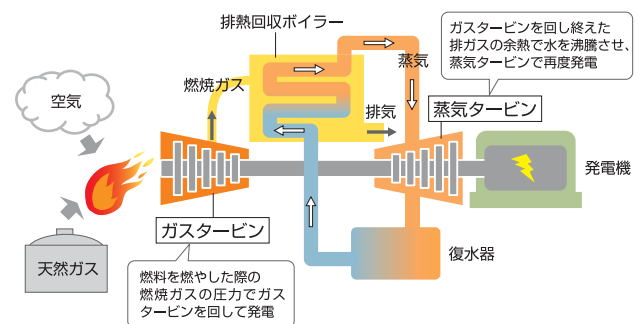 排熱回収ボイラー
ガスタービンを回し終えた
排ガスの余熱で水を沸騰させ、
蒸気タービンで再度発電
蒸気
燃焼ガス
空気
排気
蒸気タービン
発電機
ガスタービン
復水器
天然ガス
燃料を燃やした際の
燃焼ガスの圧力でガス
タービンを回して発電